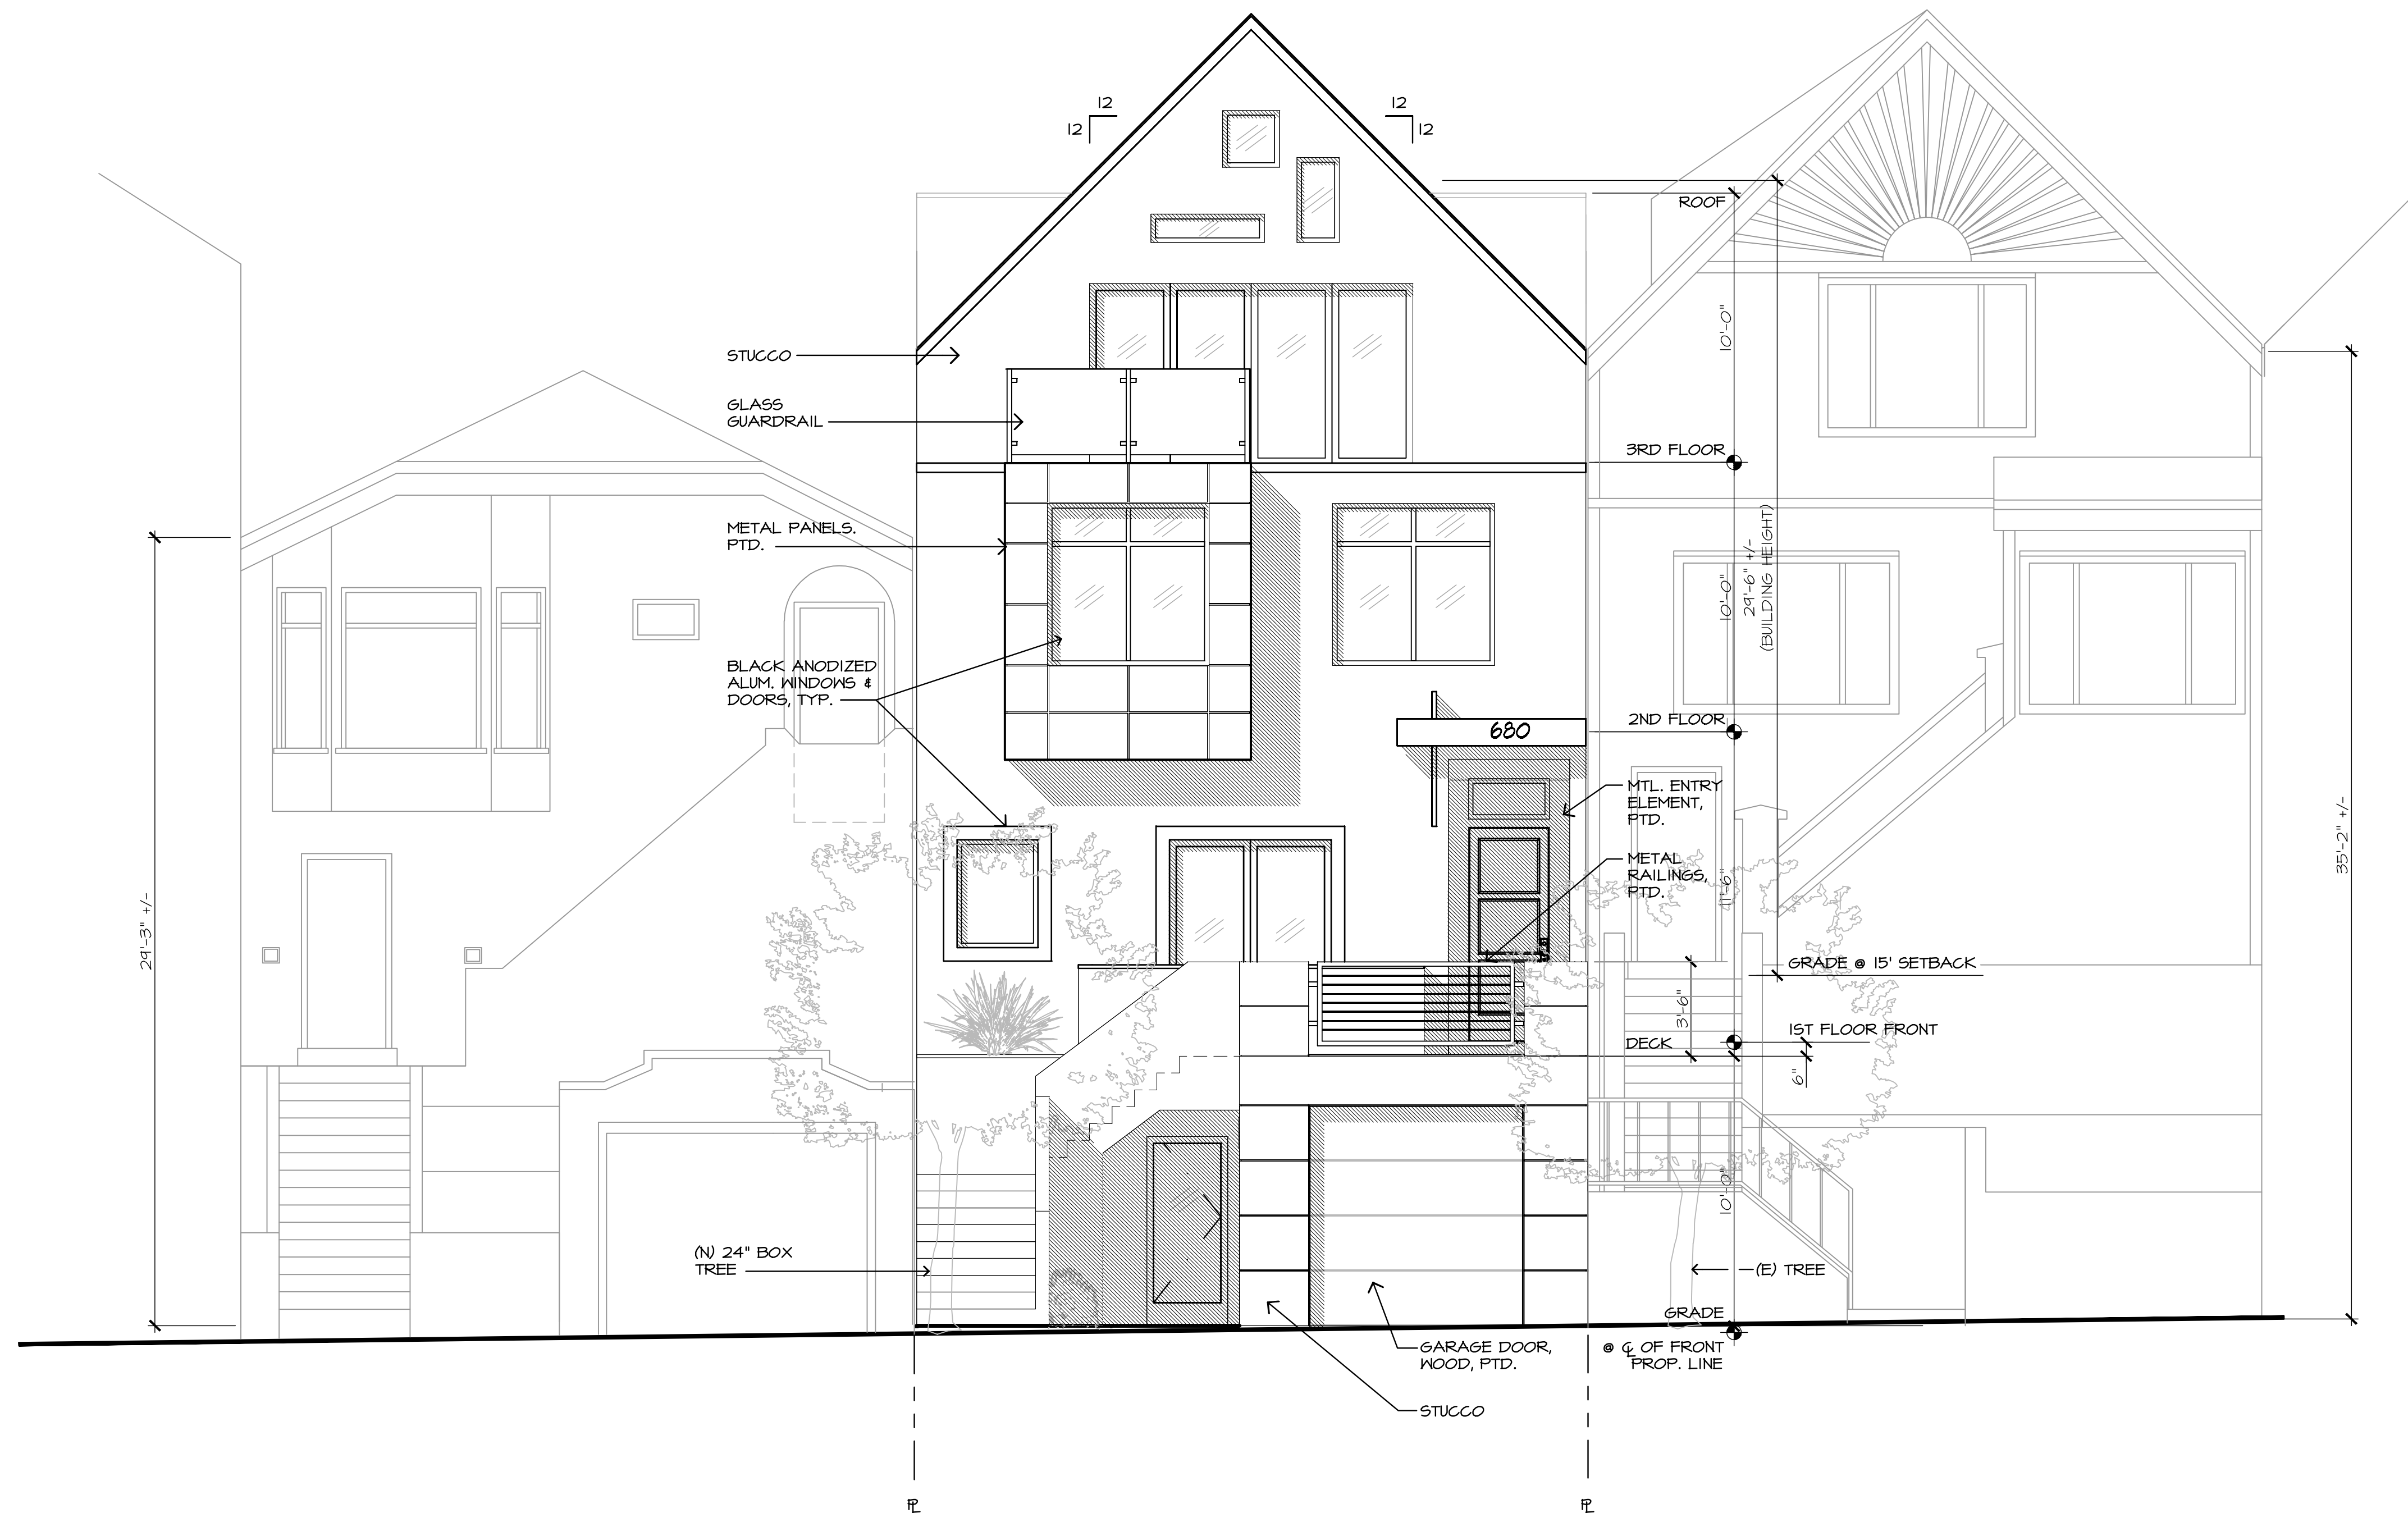 12
12
12
12
ROOF
10'-0"
STUCCO
GLASS
GUARDRAIL
3RD FLOOR
METAL PANELS.
PTD.
10'-0"
29'-6" +/-
(BUILDING HEIGHT)
BLACK ANODIZED
ALUM. WINDOWS &
DOORS, TYP.
680
2ND FLOOR
MTL. ENTRY
ELEMENT,
PTD.
METAL
RAILINGS,
PTD.
11'-6"
29'-3" +/-
35'-2" +/-
GRADE @ 15' SETBACK
3'-6"
1ST FLOOR FRONT
DECK
6"
10'-0"
(N) 24" BOX
TREE
(E) TREE
GRADE
@ ℄ OF FRONT
PROP. LINE
GARAGE DOOR,
WOOD, PTD.
STUCCO
PL
PL